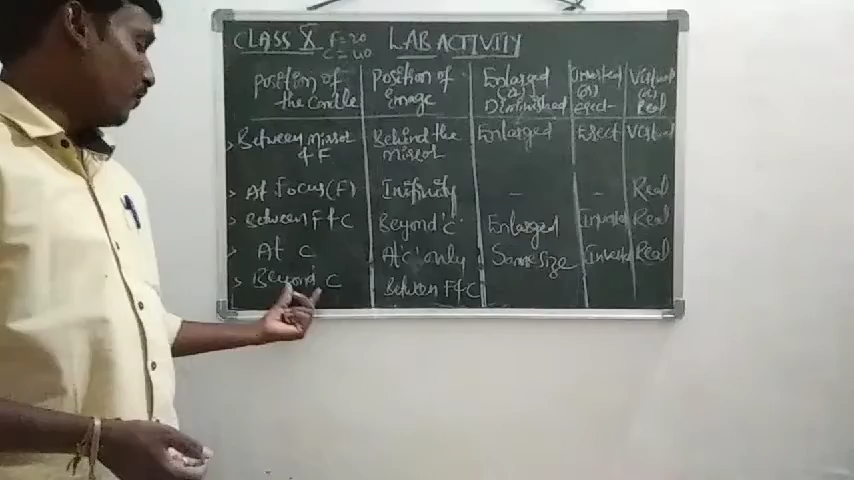 CLASS X F=20 LAB ACTIVITY
C=40
Position of the Candle
Position of Image
Enlarged (or) Diminished
Inverted (or) erect
Virtual (or) Real
Between Mirror & F
Behind the mirror
Enlarged
Erect
Virtual
At Focus (F)
Infinity
-
-
Real
Between F & C
Beyond 'C'
Enlarged
Inverted
Real
At C
At 'C' only
Same size
Inverted
Real
Beyond C
Between F & C